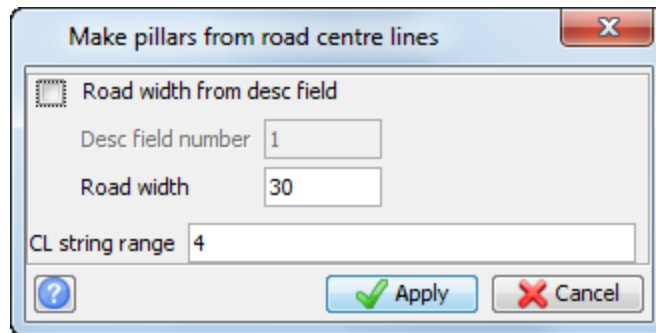 Make pillars from road centre lines
Road width from desc field
Desc field number 1
Road width 30
CL string range 4
? Apply Cancel